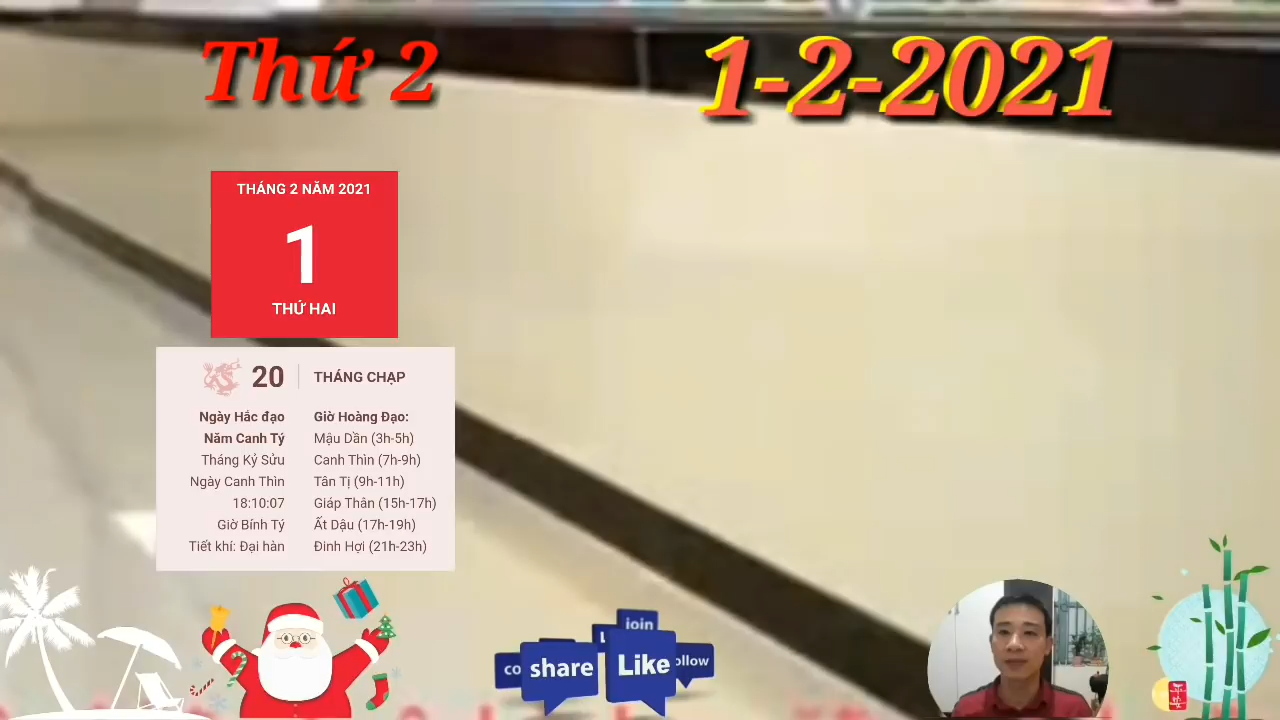 Thứ 2
1-2-2021
THÁNG 2 NĂM 2021
1
THỨ HAI
20 THÁNG CHẠP
Ngày Hắc đạo
Năm Canh Tý
Tháng Kỷ Sửu
Ngày Canh Thìn
18:10:07
Giờ Bính Tý
Tiết khí: Đại hàn
Giờ Hoàng Đạo:
Mậu Dần (3h-5h)
Canh Thìn (7h-9h)
Tân Tị (9h-11h)
Giáp Thân (15h-17h)
Ất Dậu (17h-19h)
Đinh Hợi (21h-23h)
join
share
Like
ollow
co